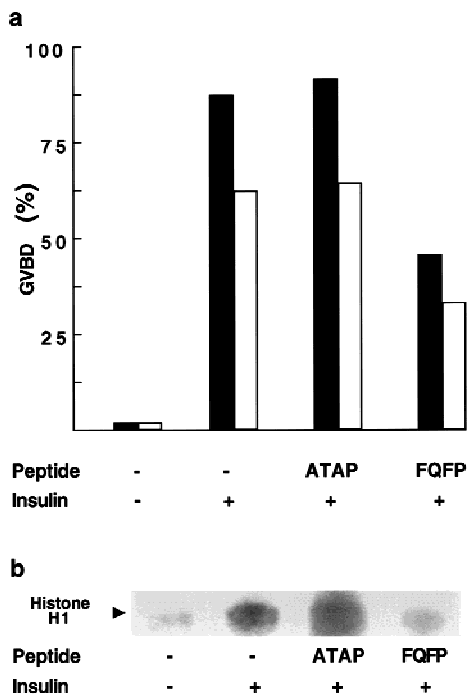 a
100
75
50
25
GVBD (%)
Peptide - - ATAP FQFP
Insulin - + + +
b
Histone H1
Peptide - - ATAP FQFP
Insulin - + + +